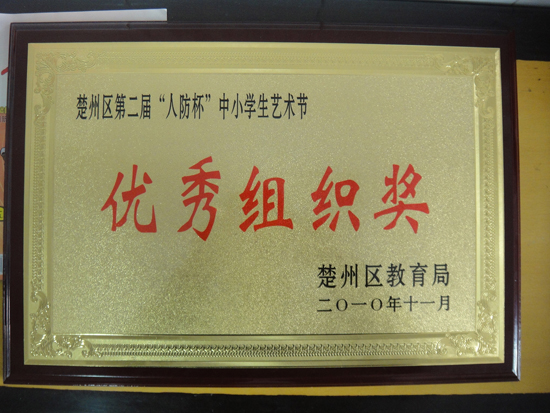 楚州区第二届“人防杯”中小学生艺术节
优秀组织奖
楚州区教育局
二〇一〇年十一月